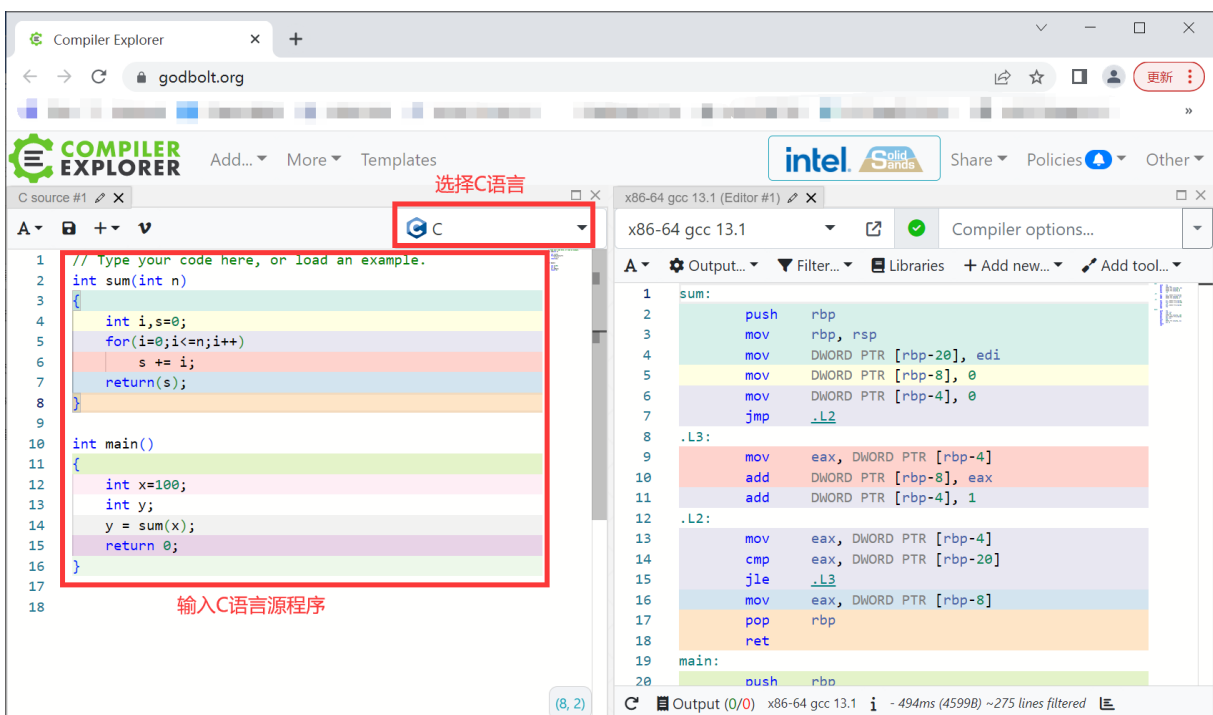 Compiler Explorer
godbolt.org
更新
»
COMPILER
EXPLORER
Add...
More
Templates
intel.
Solid
Sands
Share
Policies
Other
选择C语言
C source #1
x86-64 gcc 13.1 (Editor #1)
A
C
x86-64 gcc 13.1
Compiler options...
A
Output...
Filter...
Libraries
+ Add new...
Add tool...
1 // Type your code here, or load an example.
2 int sum(int n)
3 {
4 int i,s=0;
5 for(i=0;i<=n;i++)
6 s += i;
7 return(s);
8 }
9
10 int main()
11 {
12 int x=100;
13 int y;
14 y = sum(x);
15 return 0;
16 }
17
18
输入C语言源程序
(8, 2)
1 sum:
2 push rbp
3 mov rbp, rsp
4 mov DWORD PTR [rbp-20], edi
5 mov DWORD PTR [rbp-8], 0
6 mov DWORD PTR [rbp-4], 0
7 jmp .L2
8 .L3:
9 mov eax, DWORD PTR [rbp-4]
10 add DWORD PTR [rbp-8], eax
11 add DWORD PTR [rbp-4], 1
12 .L2:
13 mov eax, DWORD PTR [rbp-4]
14 cmp eax, DWORD PTR [rbp-20]
15 jle .L3
16 mov eax, DWORD PTR [rbp-8]
17 pop rbp
18 ret
19 main:
20 push rbp
Output (0/0) x86-64 gcc 13.1 i - 494ms (4599B) ~275 lines filtered